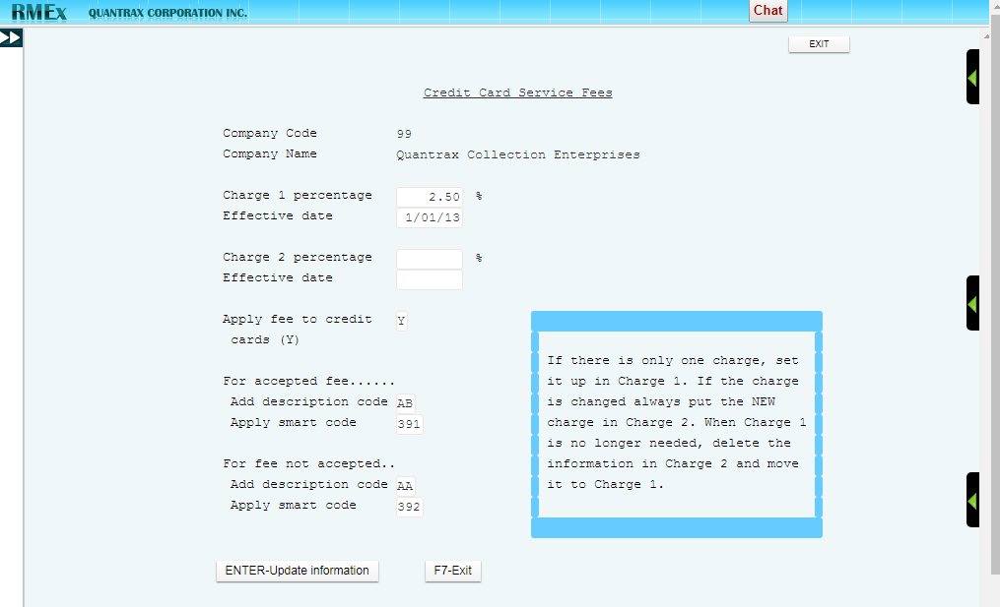 RMEx QUANTRAX CORPORATION INC. Chat
EXIT
Credit Card Service Fees
Company Code 99
Company Name Quantrax Collection Enterprises
Charge 1 percentage 2.50 %
Effective date 1/01/13
Charge 2 percentage %
Effective date
Apply fee to credit Y
cards (Y)
For accepted fee......
Add description code AB
Apply smart code 391
For fee not accepted..
Add description code AA
Apply smart code 392
If there is only one charge, set
it up in Charge 1. If the charge
is changed always put the NEW
charge in Charge 2. When Charge 1
is no longer needed, delete the
information in Charge 2 and move
it to Charge 1.
ENTER-Update information F7-Exit